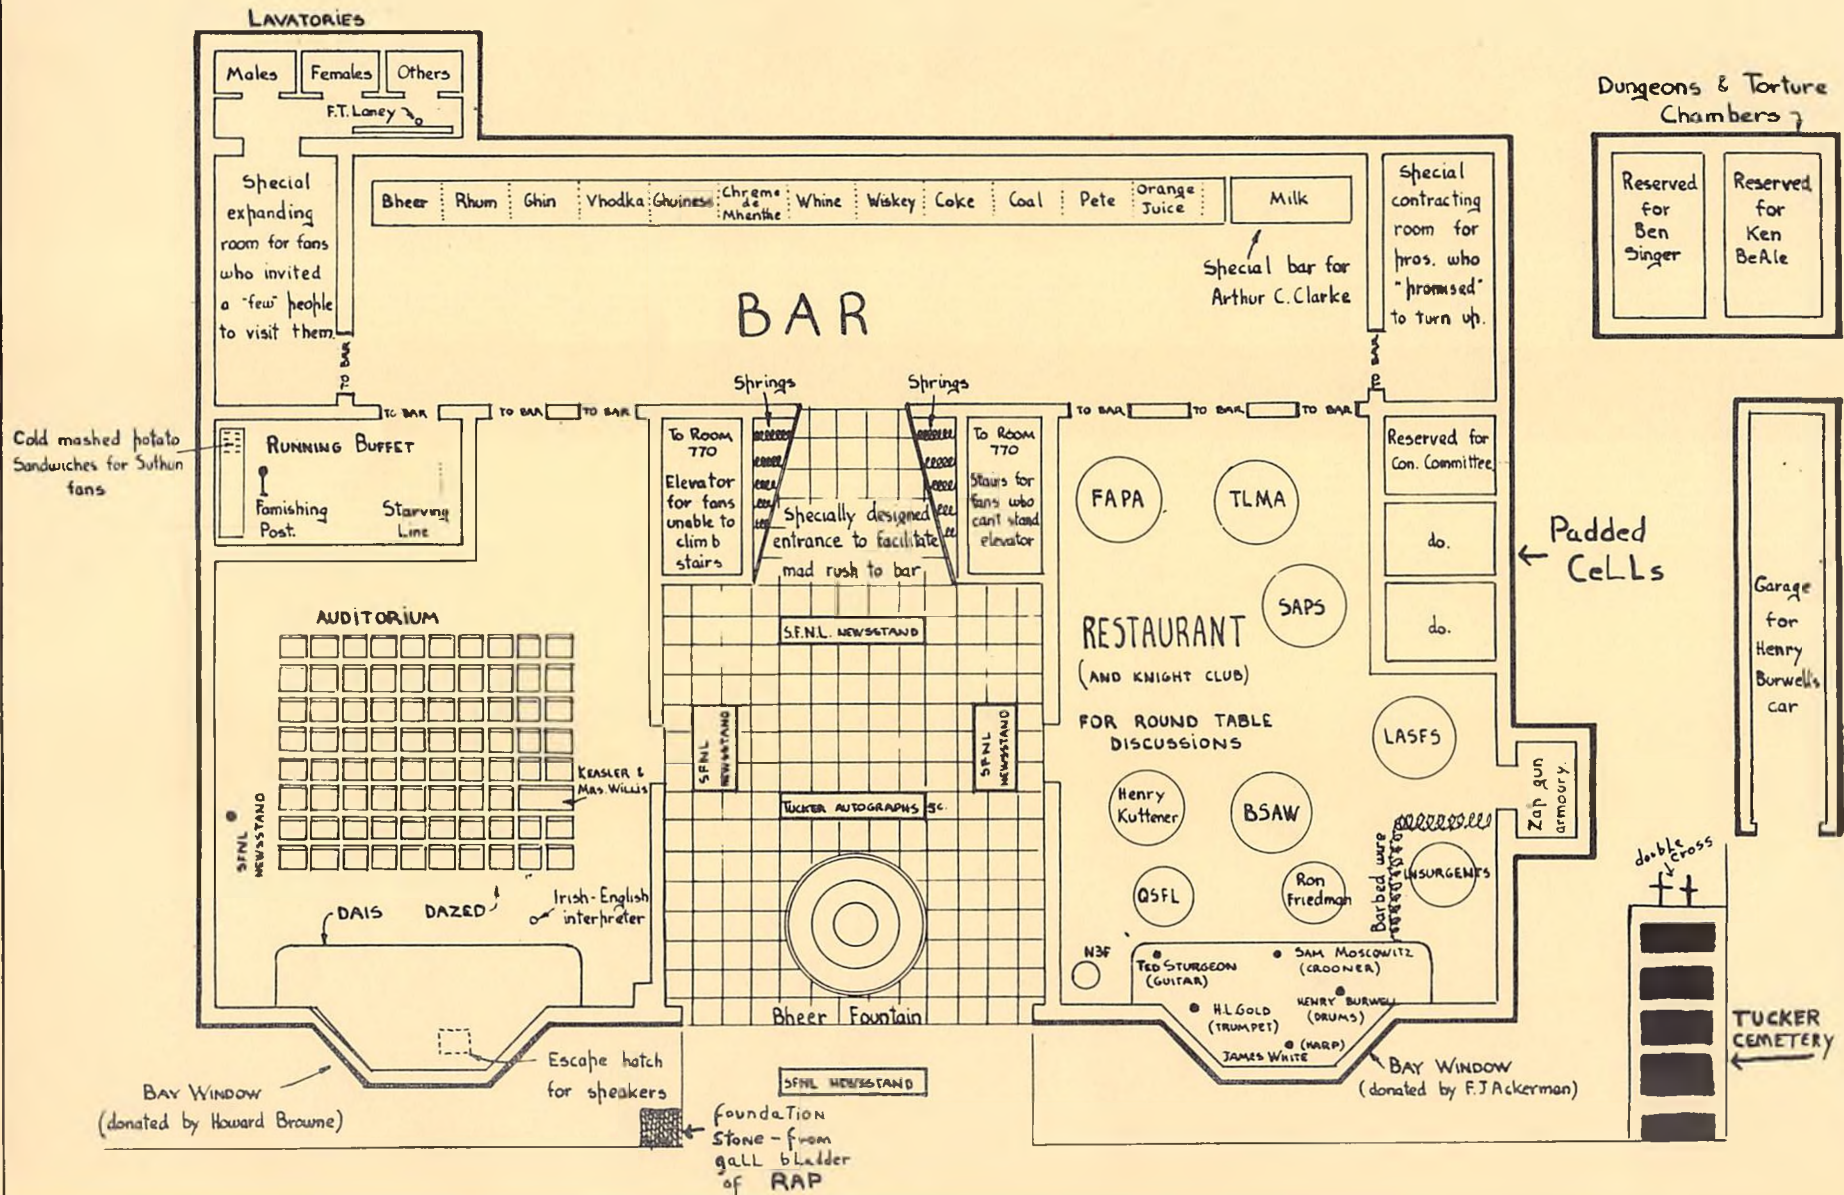 LAVATORIES
Males
Females
Others
F.T. Laney
Special
expanding
room for fans
who invited
a "few" people
to visit them.
TO BAR
Bheer
Rhum
Ghin
Vhodka
Ghuiness
Chreme
de
Mhenthe
Whine
Wiskey
Coke
Coal
Pete
Orange
Juice
Milk
Special bar for
Arthur C. Clarke
BAR
Special
contracting
room for
pros. who
"promised"
to turn up.
TO BAR
Dungeons & Torture
Chambers
Reserved
for
Ben
Singer
Reserved
for
Ken
BeAle
TO BAR
TO BAR
TO BAR
Springs
Springs
TO BAR
TO BAR
TO BAR
Cold mashed potato
Sandwiches for Suthun
fans
RUNNING BUFFET
Famishing
Post.
Starving
Line
To Room
770
Elevator
for fans
unable to
climb
stairs
Specially designed
entrance to facilitate
mad rush to bar
To Room
770
Stairs for
fans who
can't stand
elevator
FAPA
TLMA
SAPS
Reserved for
Con. Committee
do.
do.
Padded
CeLLs
Garage
for
Henry
Burwell's
car
AUDITORIUM
KEASLER &
MRS. WILLIS
SFNL
NEWSSTAND
DAIS
DAZED
Irish-English
interpreter
S.F.N.L. NEWSSTAND
SFNL
NEWSSTAND
SFNL
NEWSSTAND
TUCKER AUTOGRAPHS 5c.
Bheer Fountain
RESTAURANT
(AND KNIGHT CLUB)
FOR ROUND TABLE
DISCUSSIONS
LASFS
Henry
Kuttener
BSAW
QSFL
Ron
Friedman
Barbed wire
INSURGENTS
Zap gun
armoury.
N3F
TED STURGEON
(GUITAR)
SAM MOSCOWITZ
(CROONER)
H.L. GOLD
(TRUMPET)
HENRY BURWELL
(DRUMS)
(HARP)
JAMES WHITE
double
cross
TUCKER
CEMETERY
BAY WINDOW
(donated by Howard Browne)
Escape hatch
for speakers
SFNL NEWSSTAND
foundaTION
STONE - from
gaLL bLadder
of RAP
BAY WINDOW
(donated by F.J Ackerman)